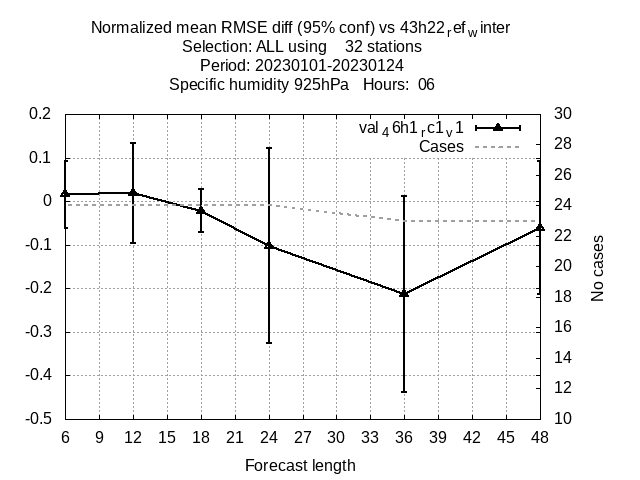 Normalized mean RMSE diff (95% conf) vs 43h22refwinter
Selection: ALL using 32 stations
Period: 20230101-20230124
Specific humidity 925hPa Hours: 06
val46h1rc1v1
Cases
0.2
0.1
0
-0.1
-0.2
-0.3
-0.4
-0.5
30
28
26
24
22
20
18
16
14
12
10
No cases
6 9 12 15 18 21 24 27 30 33 36 39 42 45 48
Forecast length